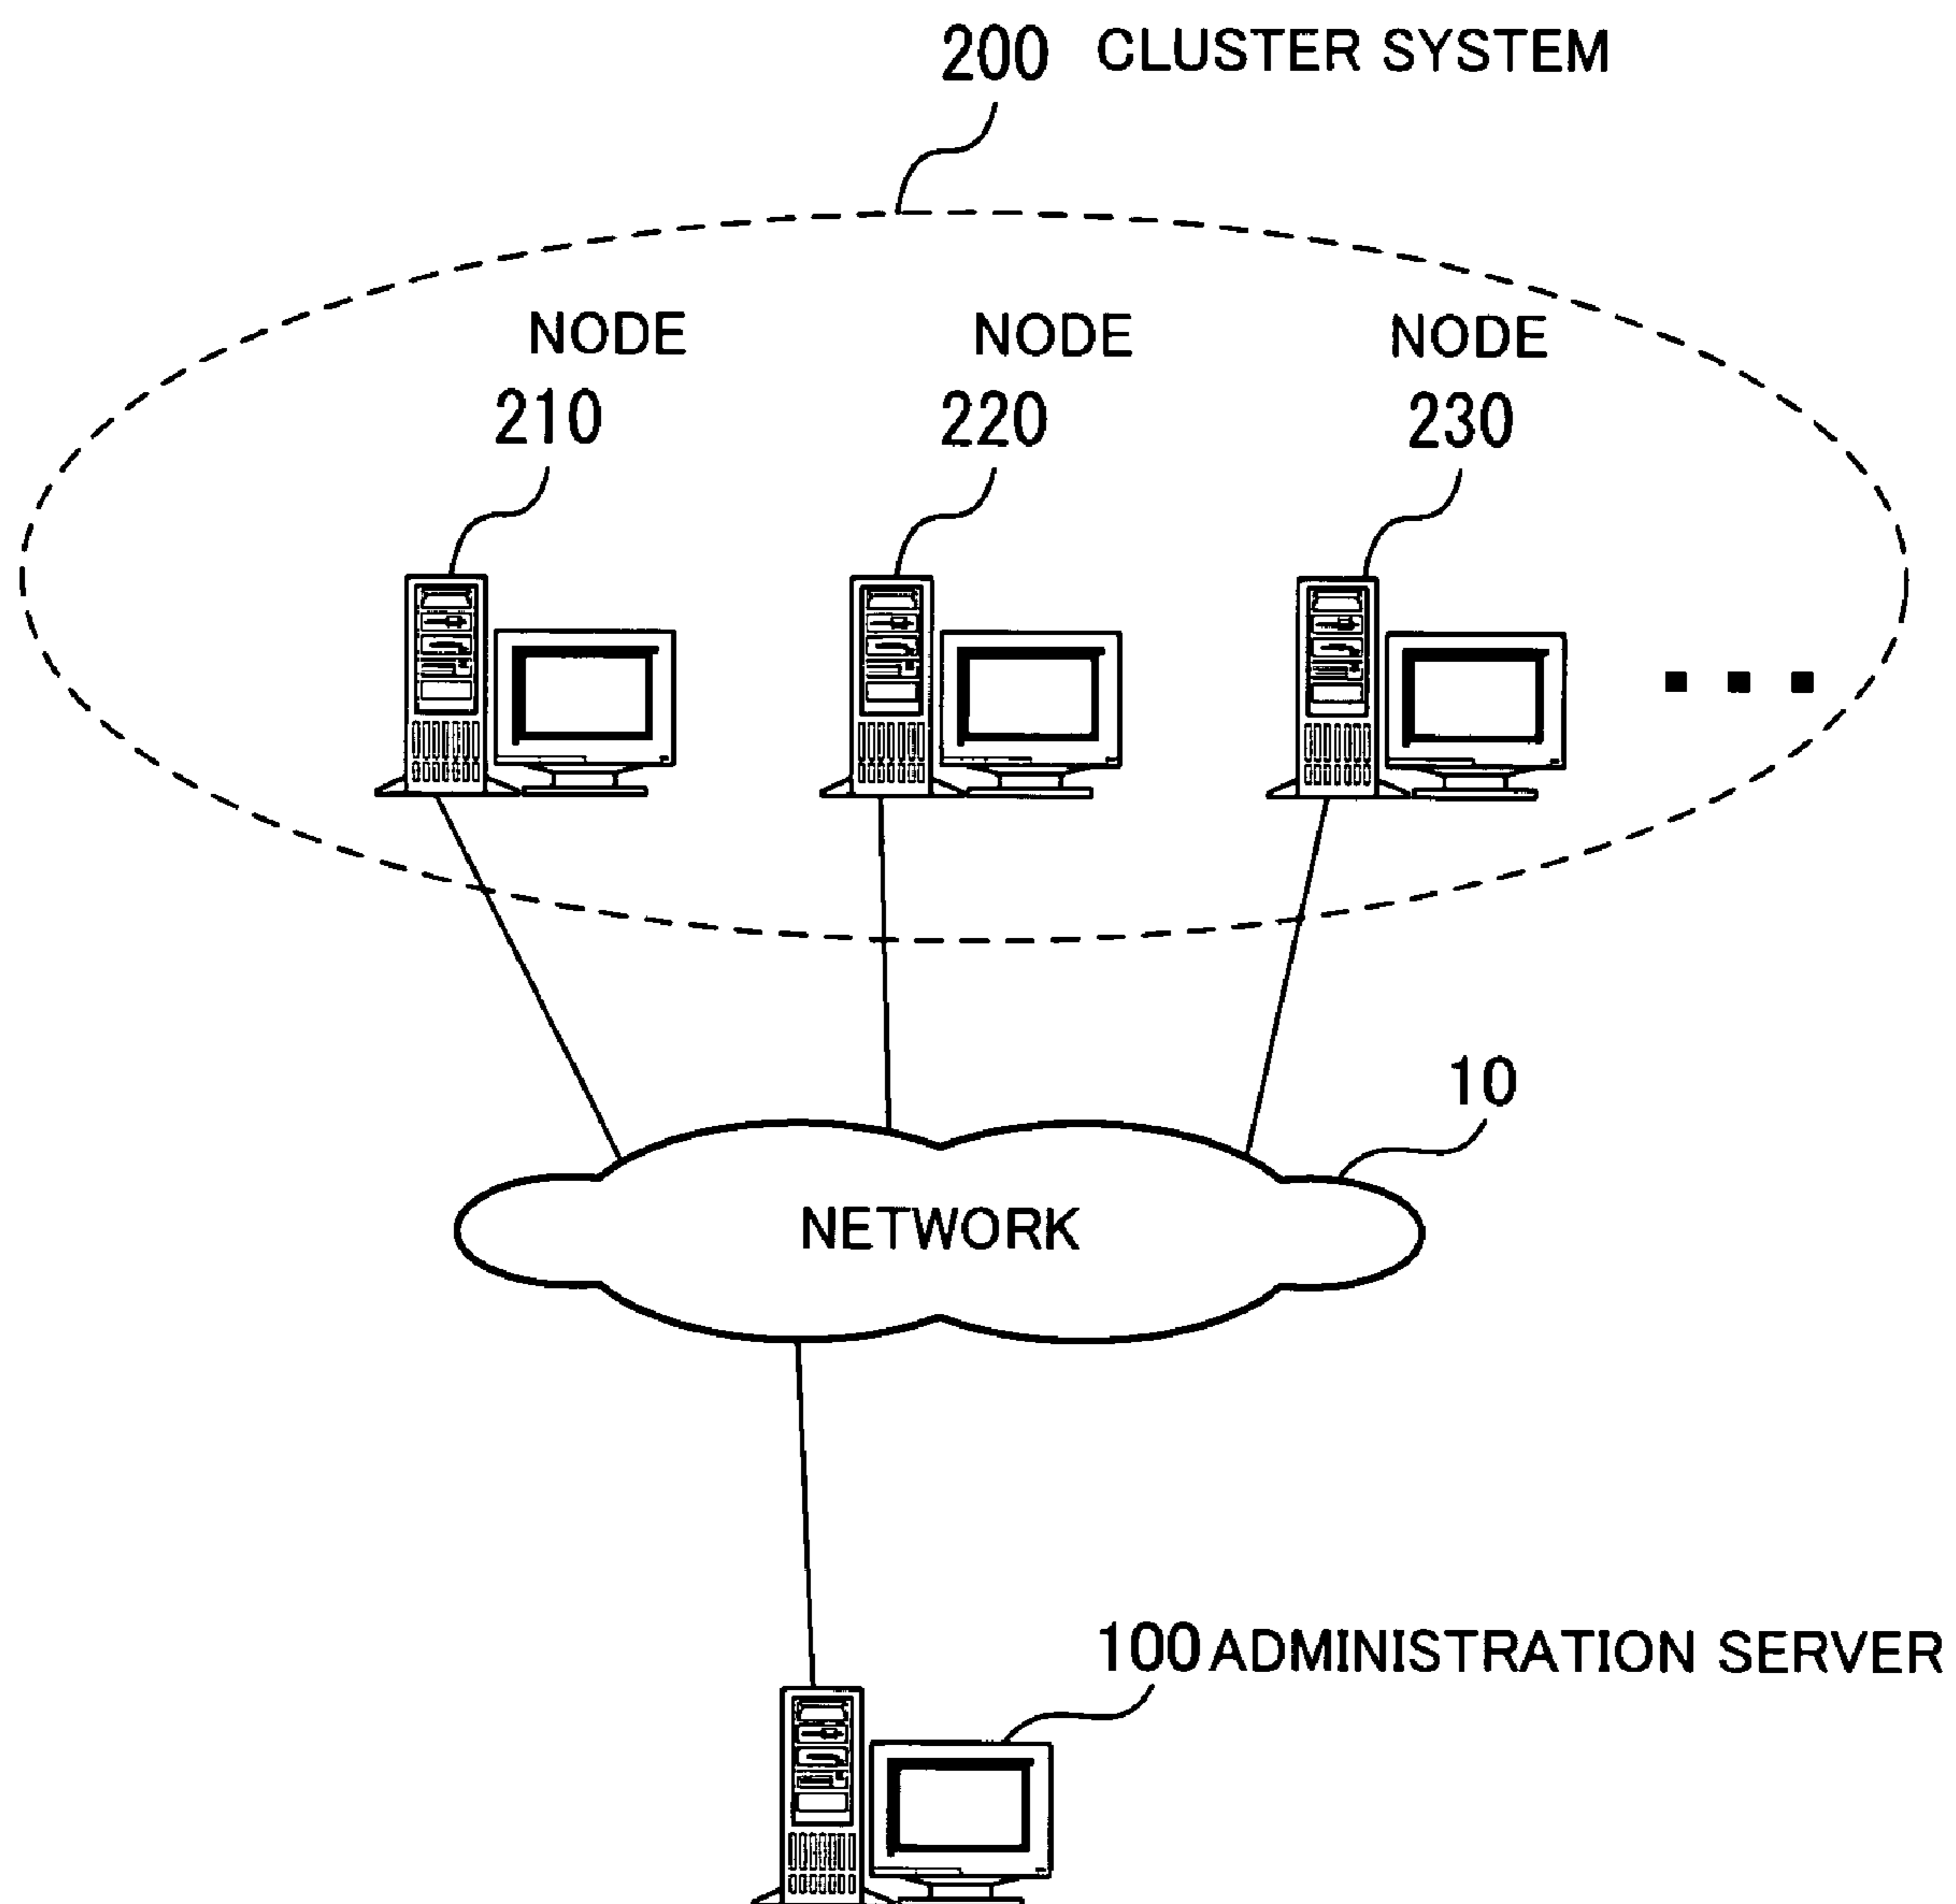 200 CLUSTER SYSTEM
NODE NODE NODE
210 220 230
10
NETWORK
100 ADMINISTRATION SERVER